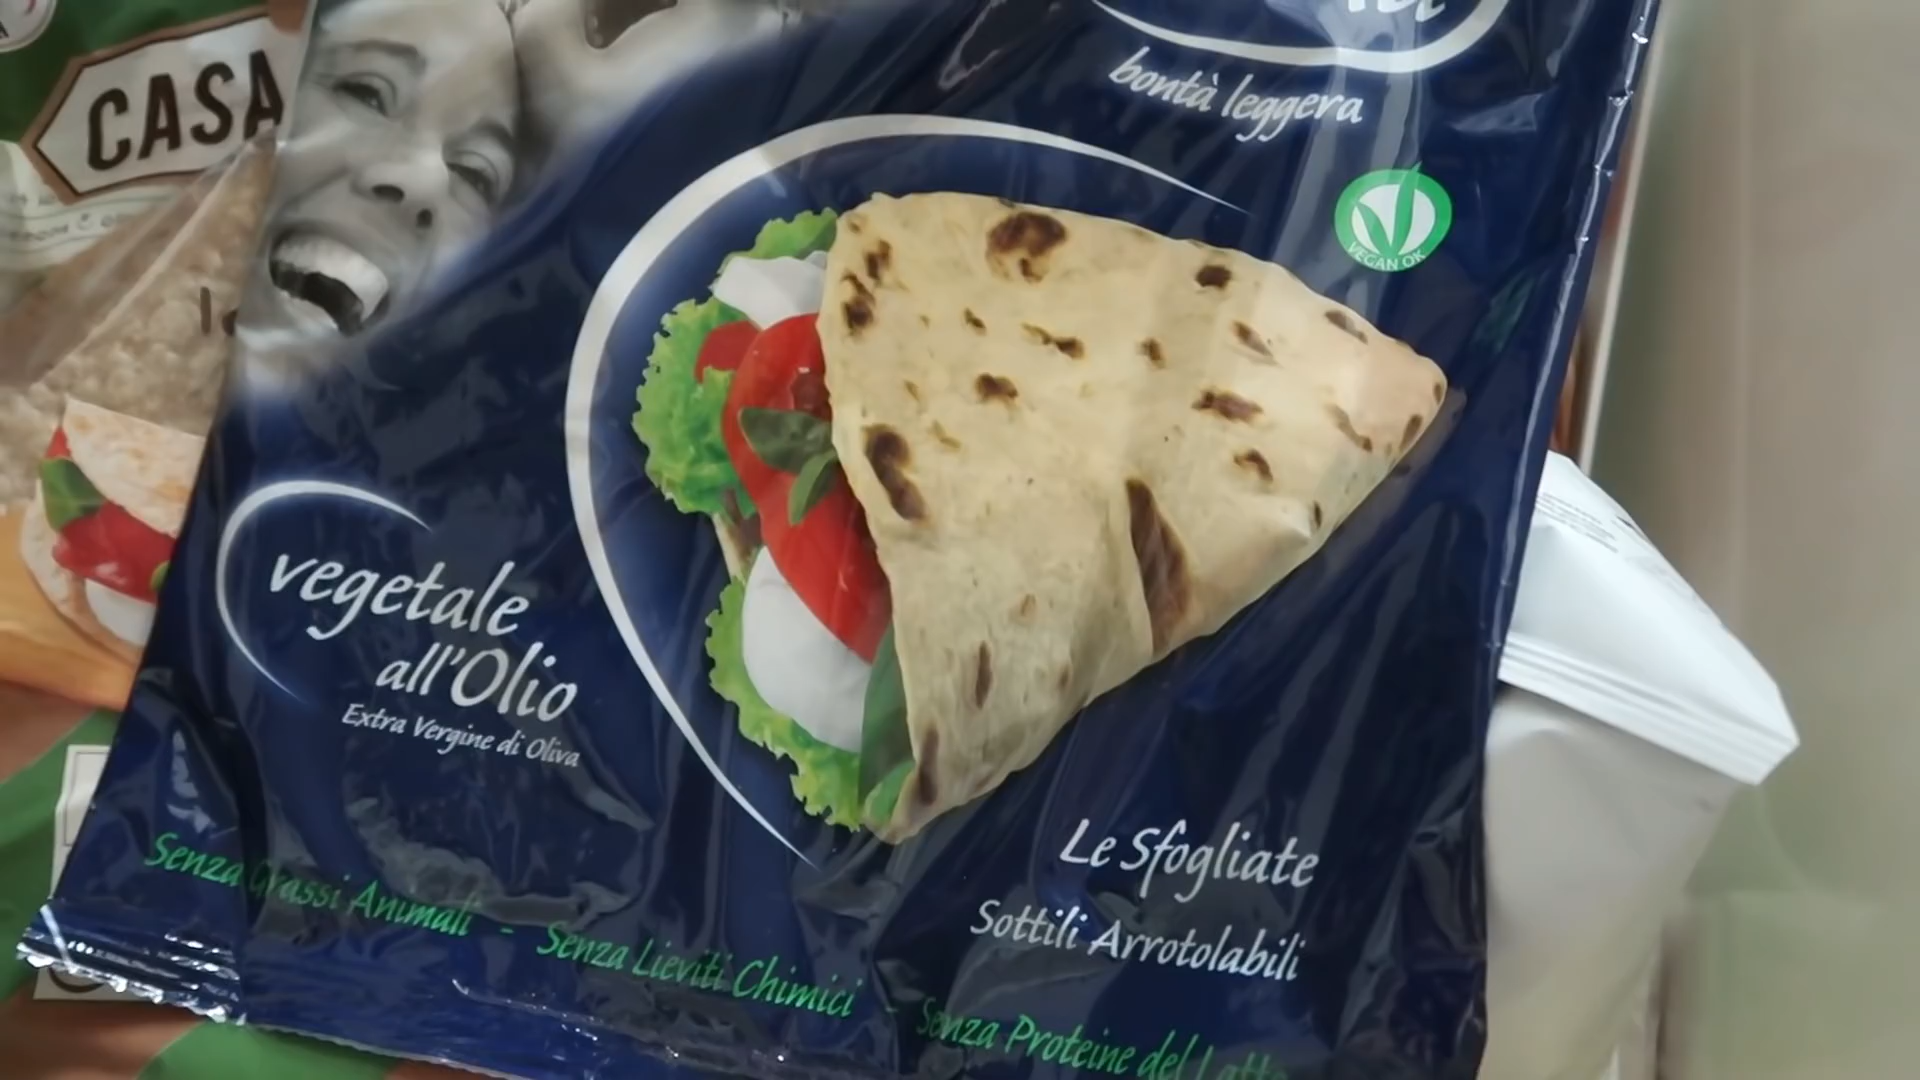 CASA
bontà leggera
VEGAN OK
vegetale
all'Olio
Extra Vergine di Oliva
Le Sfogliate
Sottili Arrotolabili
Senza Grassi Animali - Senza Lieviti Chimici - Senza Proteine del Latte